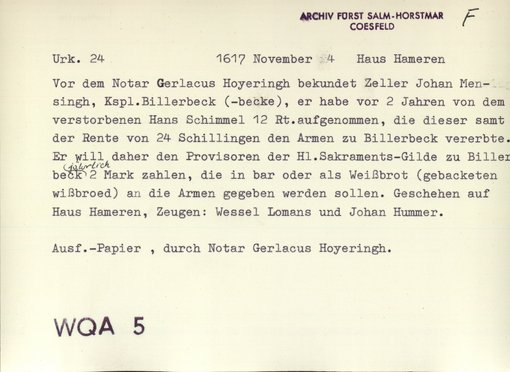 ARCHIV FÜRST SALM-HORSTMAR
COESFELD
F
Urk. 24 1617 November 4 Haus Hameren
Vor dem Notar Gerlacus Hoyeringh bekundet Zeller Johan Men-
singh, Kspl.Billerbeck (-becke), er habe vor 2 Jahren von dem
verstorbenen Hans Schimmel 12 Rt.aufgenommen, die dieser samt
der Rente von 24 Schillingen den Armen zu Billerbeck vererbte.
Er will daher den Provisoren der Hl.Sakraments-Gilde zu Biller
jährlich
beck 2 Mark zahlen, die in bar oder als Weißbrot (gebacketen
wißbroed) an die Armen gegeben werden sollen. Geschehen auf
Haus Hameren, Zeugen: Wessel Lomans und Johan Hummer.
Ausf.-Papier , durch Notar Gerlacus Hoyeringh.
WQA 5